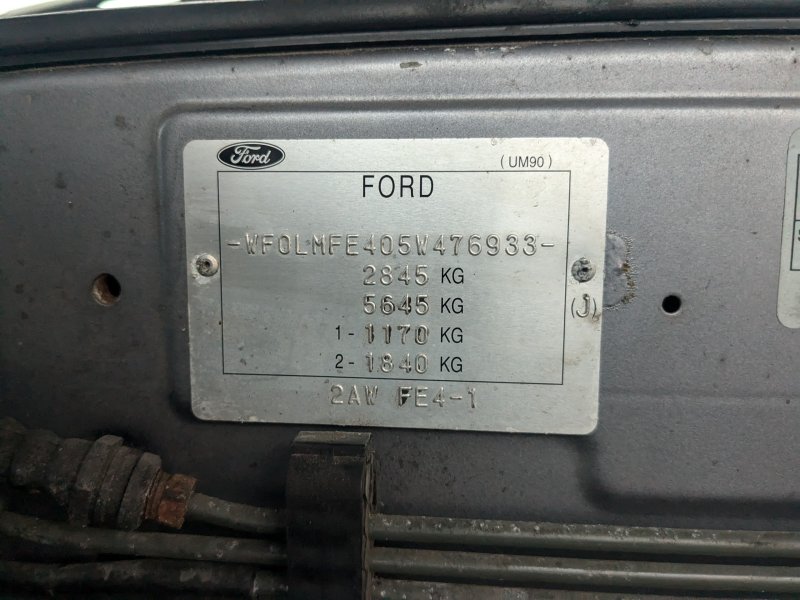 Ford
(UM90)
FORD
-WF0LMFE405W476933-
2845 KG
5645 KG
(J)
1-1170 KG
2-1840 KG
2AW FE4-1